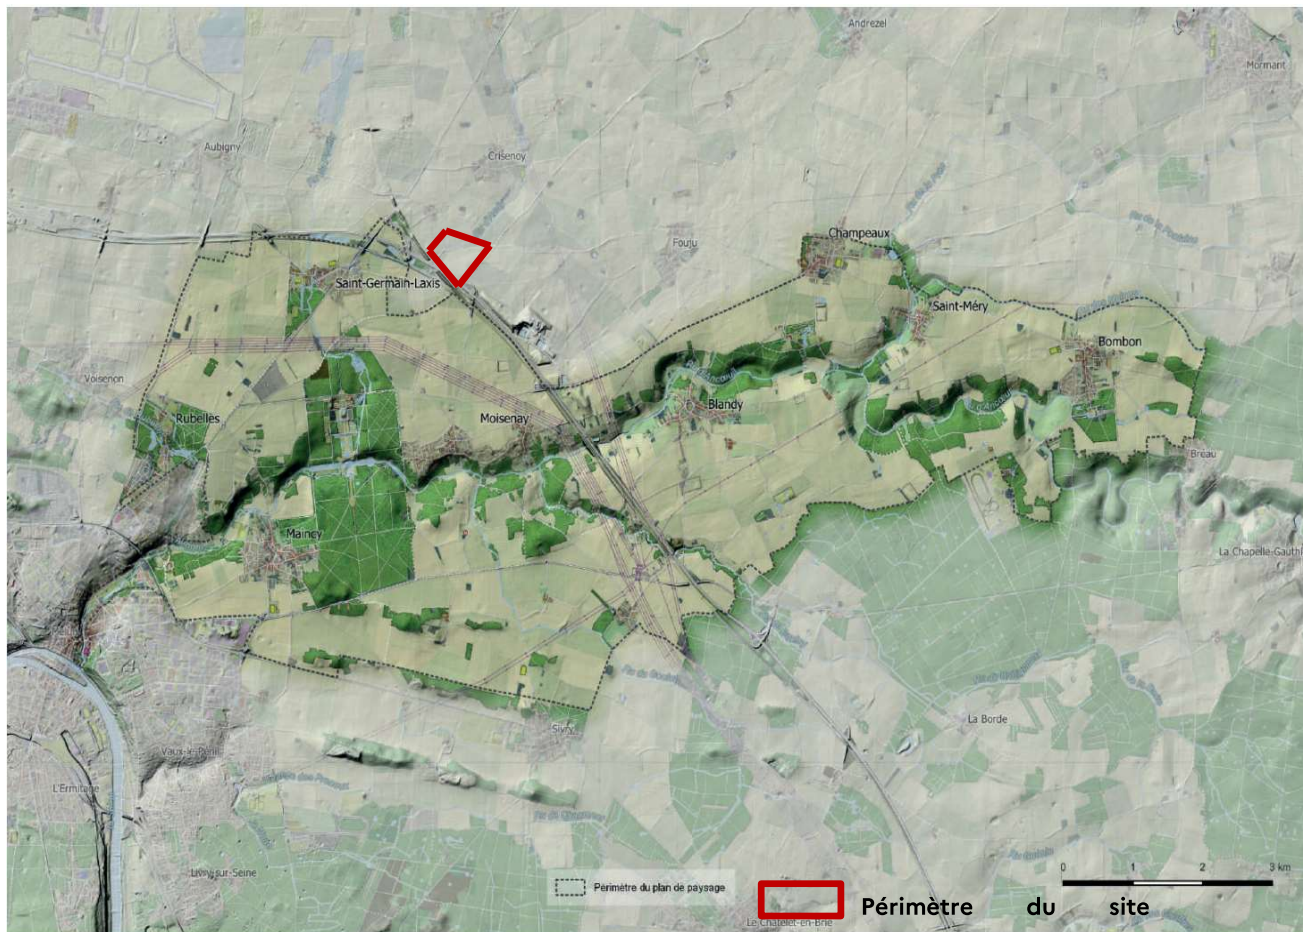 Andrezel
Mormant
Aubigny
Crisenoy
Champeaux
Fouju
Saint-Germain-Laxis
Saint-Méry
Bombon
Voisenon
Blandy
Rubelles
Moisenay
Bréau
Maincy
La Chapelle-Gauth
La Borde
Sivry
Vaux-le-Pénil
L'Ermitage
Livry-sur-Seine
0 1 2 3 km
Périmètre du plan de paysage
Périmètre du site
Le Châtelet-en-Brie